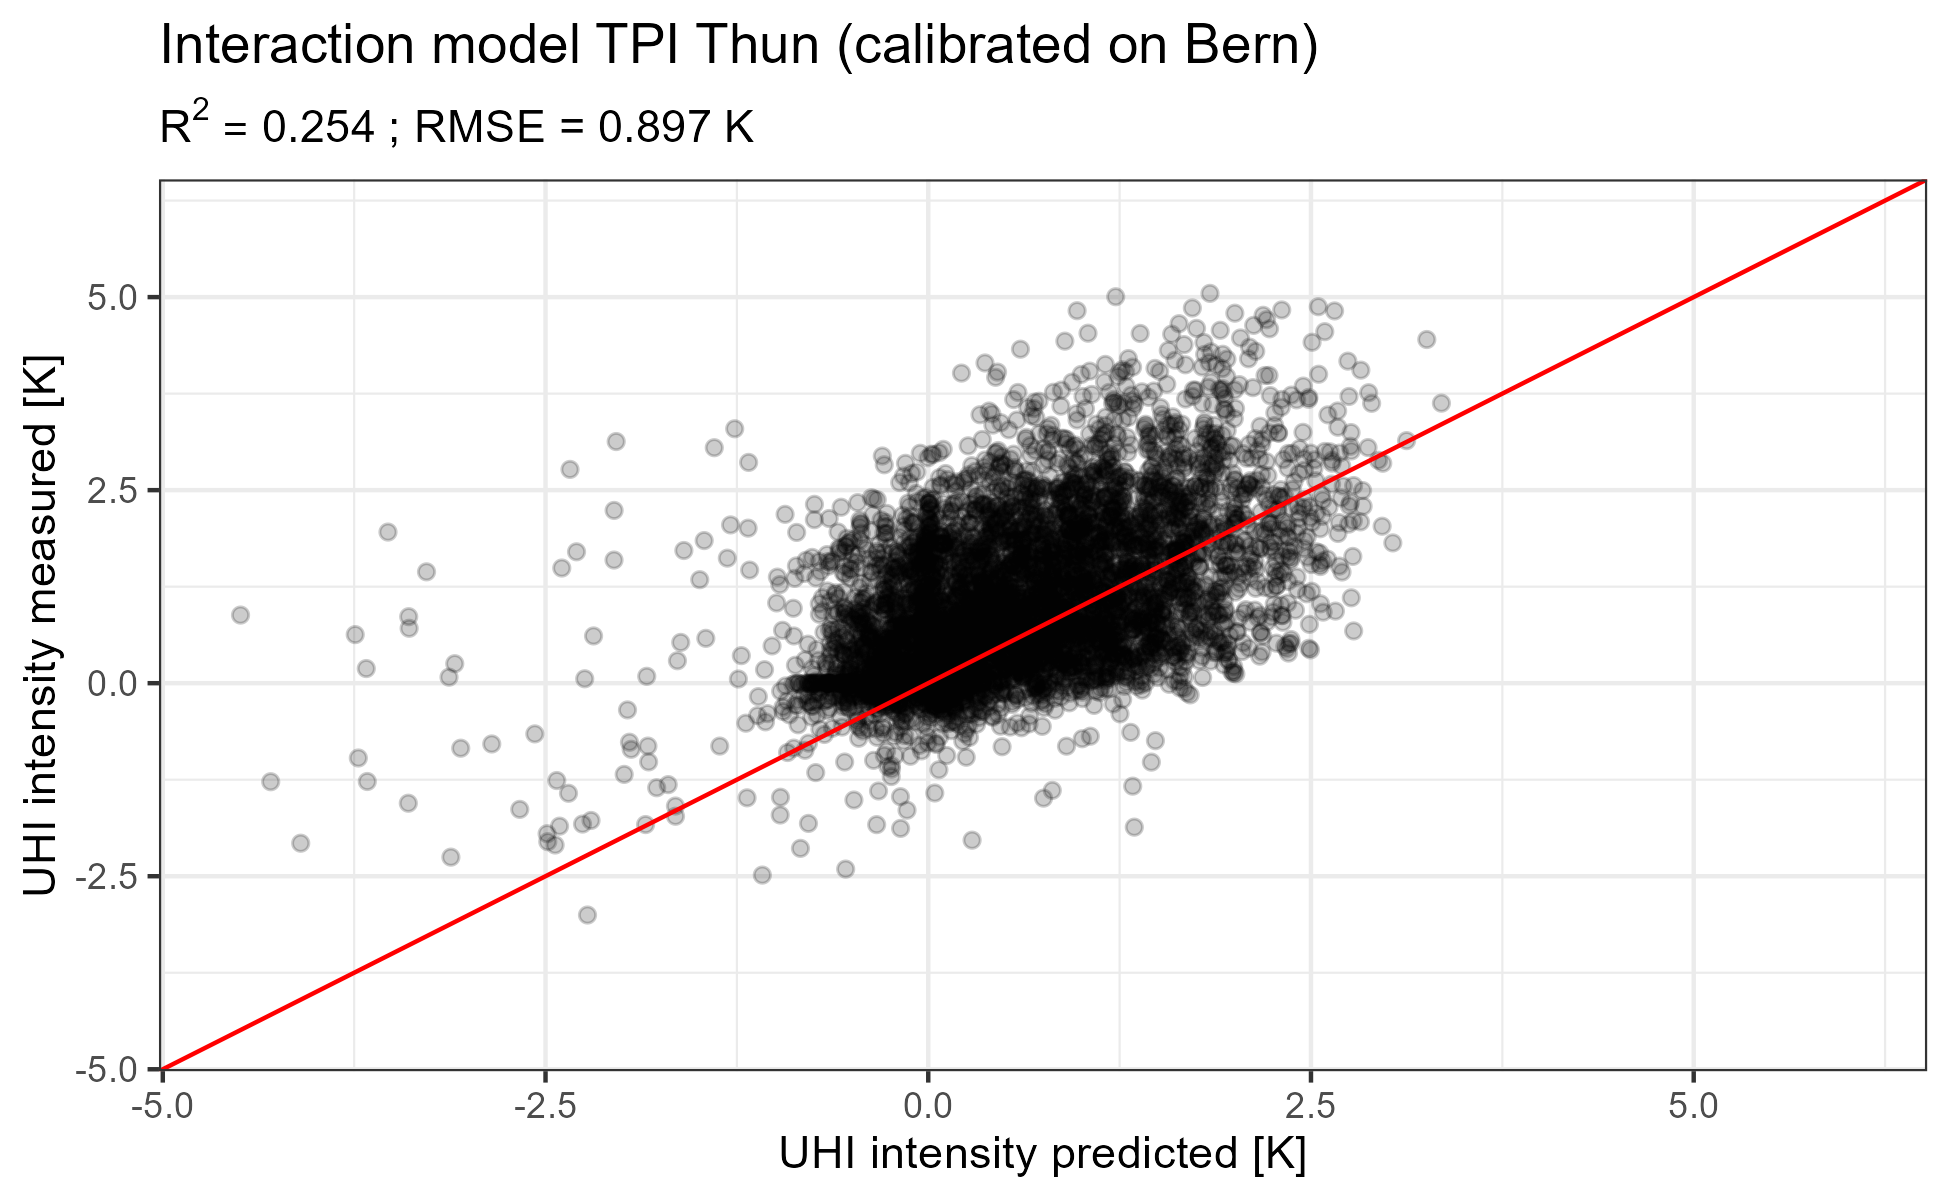 Interaction model TPI Thun (calibrated on Bern)
R² = 0.254 ; RMSE = 0.897 K
UHI intensity measured [K]
5.0
2.5
0.0
-2.5
-5.0
-5.0 -2.5 0.0 2.5 5.0
UHI intensity predicted [K]